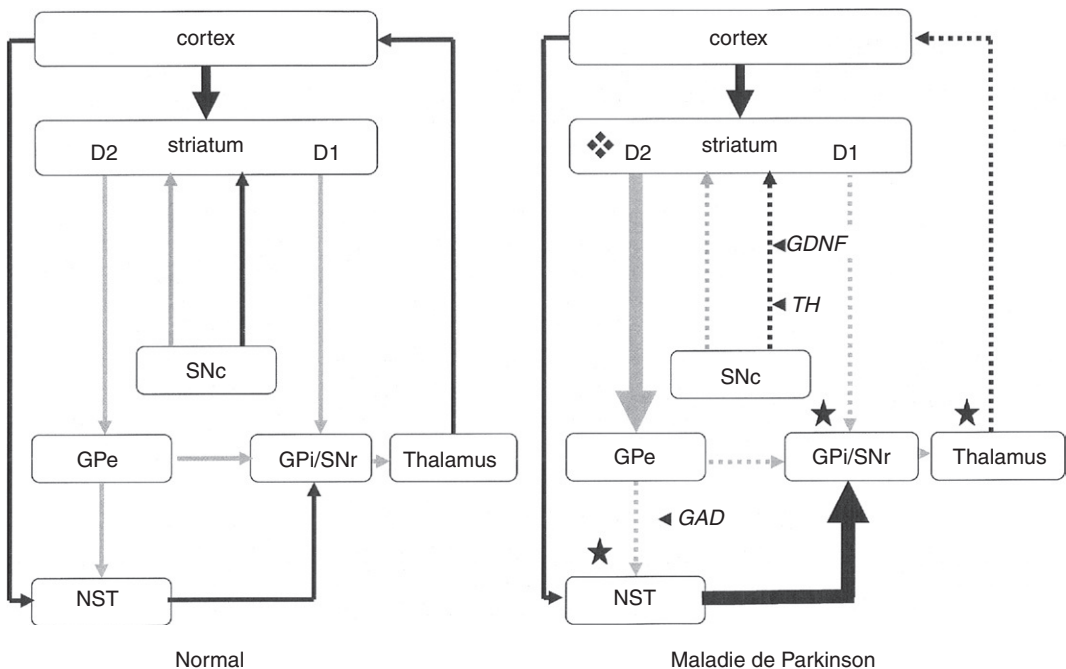 cortex
striatum
D2
D1
SNc
GPe
GPi/SNr
Thalamus
NST
Normal
cortex
striatum
D2
D1
GDNF
TH
SNc
GPe
GPi/SNr
Thalamus
GAD
NST
Maladie de Parkinson